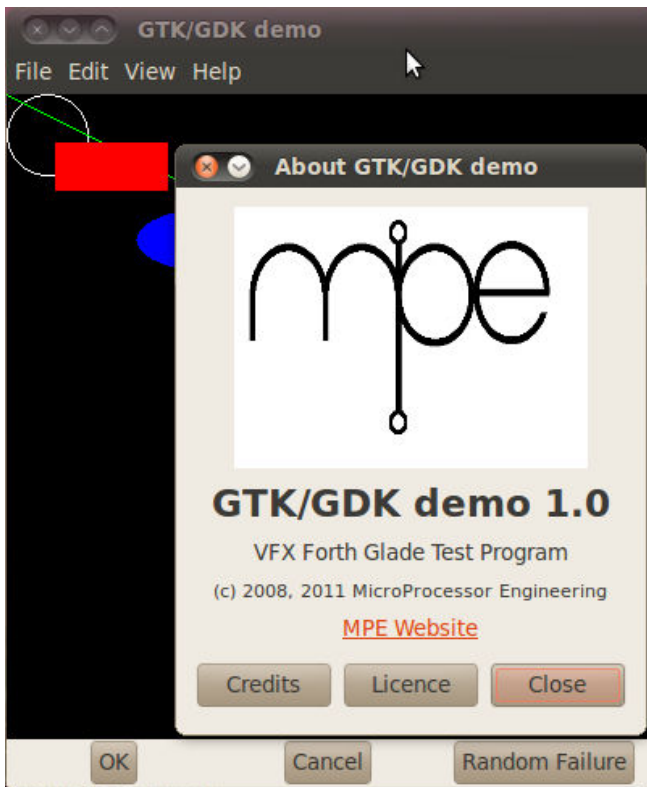 GTK/GDK demo
File Edit View Help
About GTK/GDK demo
mpe
GTK/GDK demo 1.0
VFX Forth Glade Test Program
(c) 2008, 2011 MicroProcessor Engineering
MPE Website
Credits Licence Close
OK Cancel Random Failure